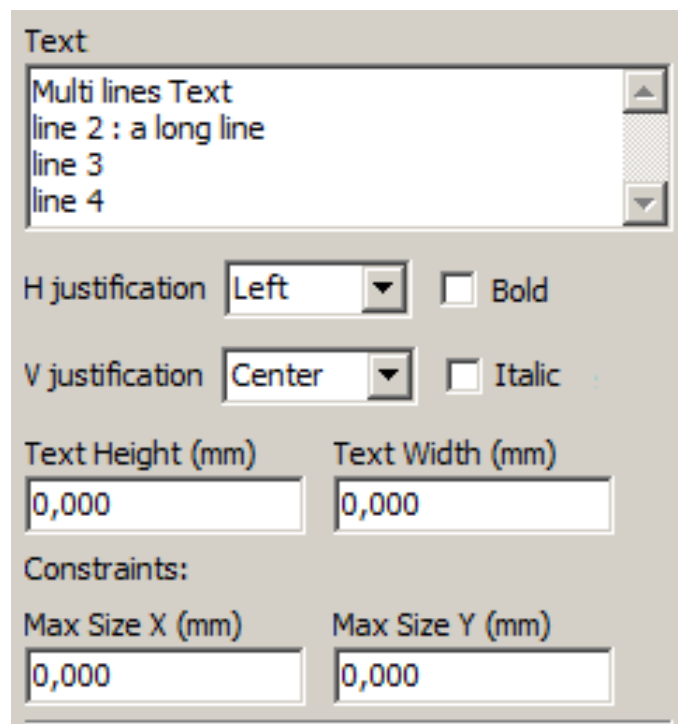 Text
Multi lines Text
line 2 : a long line
line 3
line 4
H justification Left Bold
V justification Center Italic
Text Height (mm) Text Width (mm)
0,000 0,000
Constraints:
Max Size X (mm) Max Size Y (mm)
0,000 0,000